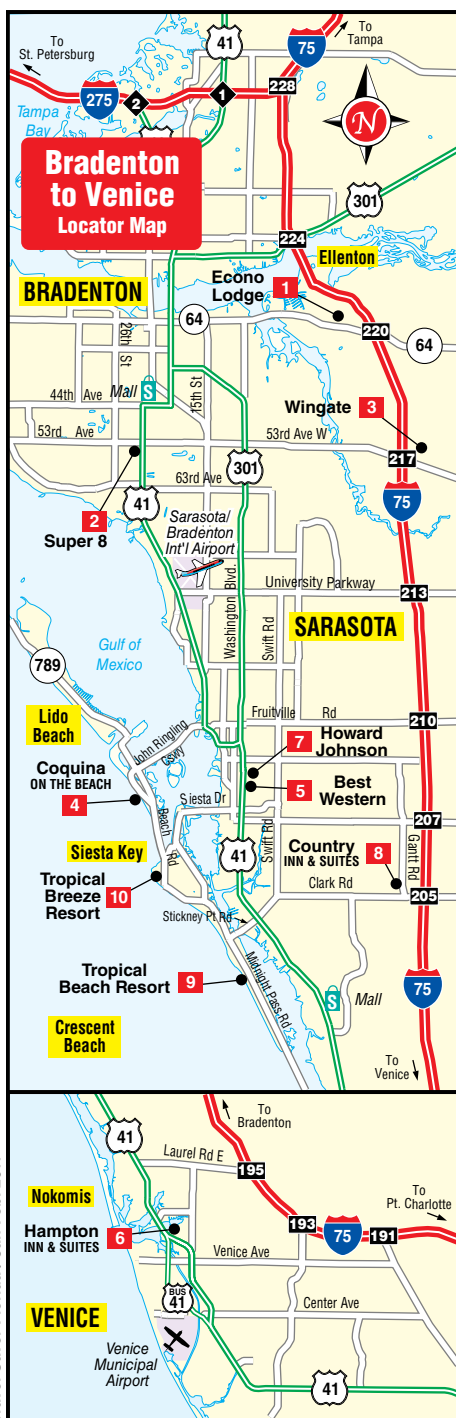 To
St. Petersburg
41
75
To
Tampa
275
2
1
228
Tampa
Bay
N
Bradenton
to Venice
Locator Map
301
224
Ellenton
BRADENTON
Econo
Lodge
1
64
220
64
26th St
15th St
44th Ave
Mall
S
Wingate
3
53rd Ave
53rd Ave W
217
301
63rd Ave
41
75
2
Super 8
Sarasota/
Bradenton
Int'l Airport
Washington Blvd.
Swift Rd
University Parkway
213
SARASOTA
Gulf of
Mexico
789
Lido
Beach
John Ringling
Cswy
Fruitville Rd
210
7
Howard
Johnson
Coquina
ON THE BEACH
4
5
Best
Western
Siesta Dr
207
Beach Rd
Swift Rd
Gantt Rd
41
Siesta Key
Country
INN & SUITES
8
Tropical
Breeze
Resort
10
Clark Rd
205
Stickney Pt Rd
Tropical
Beach Resort
9
Midnight Pass Rd
S
Mall
75
Crescent
Beach
To
Venice
To
Bradenton
41
Laurel Rd E
195
Nokomis
To
Pt. Charlotte
Hampton
INN & SUITES
6
193
75
191
Venice Ave
BUS
41
Center Ave
VENICE
Venice
Municipal
Airport
41